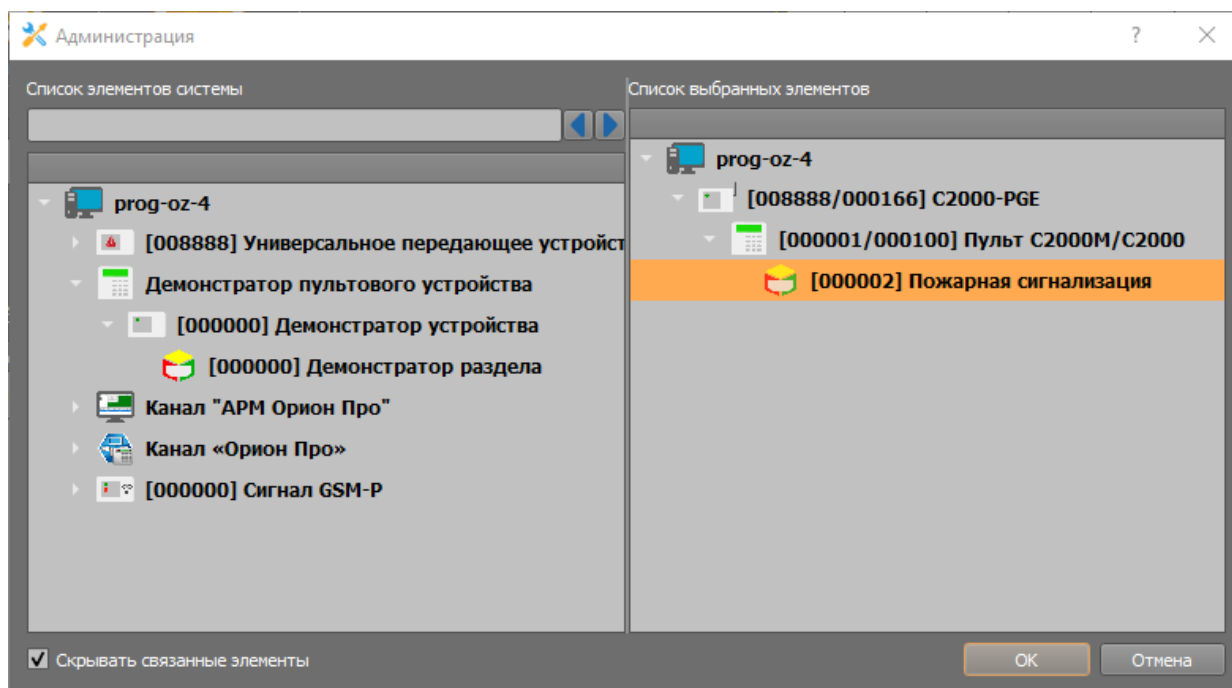 Администрация
Список элементов системы
prog-oz-4
[008888] Универсальное передающее устройст
Демонстратор пультового устройства
[000000] Демонстратор устройства
[000000] Демонстратор раздела
Канал "АРМ Орион Про"
Канал «Орион Про»
[000000] Сигнал GSM-P
Скрывать связанные элементы
Список выбранных элементов
prog-oz-4
[008888/000166] C2000-PGE
[000001/000100] Пульт С2000М/С2000
[000002] Пожарная сигнализация
OK
Отмена